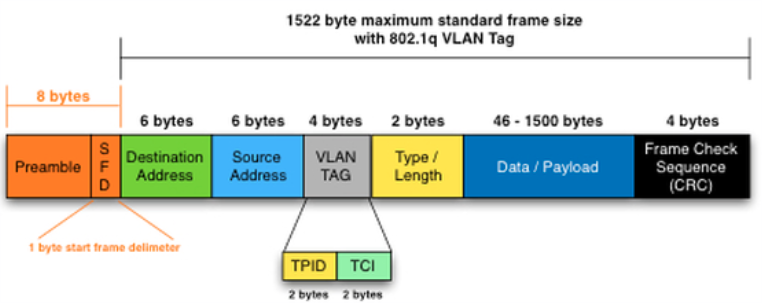 1522 byte maximum standard frame size
with 802.1q VLAN Tag
8 bytes
6 bytes
6 bytes
4 bytes
2 bytes
46 - 1500 bytes
4 bytes
Preamble
S
F
D
Destination
Address
Source
Address
VLAN
TAG
Type /
Length
Data / Payload
Frame Check
Sequence
(CRC)
1 byte start frame delimeter
TPID
TCI
2 bytes
2 bytes